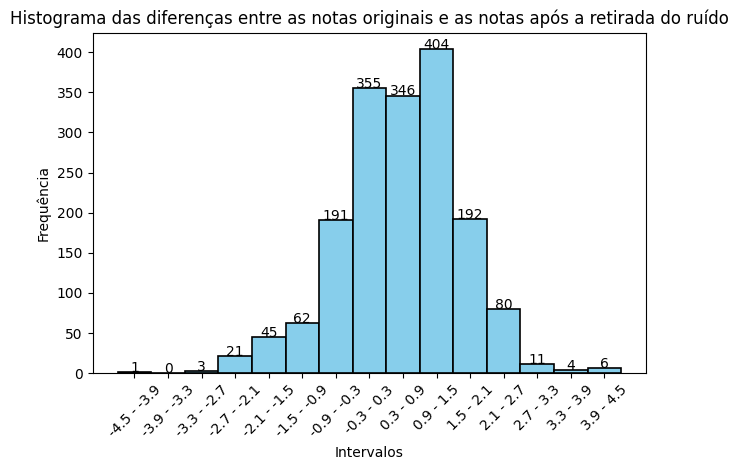 Histograma das diferenças entre as notas originais e as notas após a retirada do ruído
Frequência
400
350
300
250
200
150
100
50
0
1
0
3
21
45
62
191
355
346
404
192
80
11
4
6
-4.5 - -3.9
-3.9 - -3.3
-3.3 - -2.7
-2.7 - -2.1
-2.1 - -1.5
-1.5 - -0.9
-0.9 - -0.3
-0.3 - 0.3
0.3 - 0.9
0.9 - 1.5
1.5 - 2.1
2.1 - 2.7
2.7 - 3.3
3.3 - 3.9
3.9 - 4.5
Intervalos